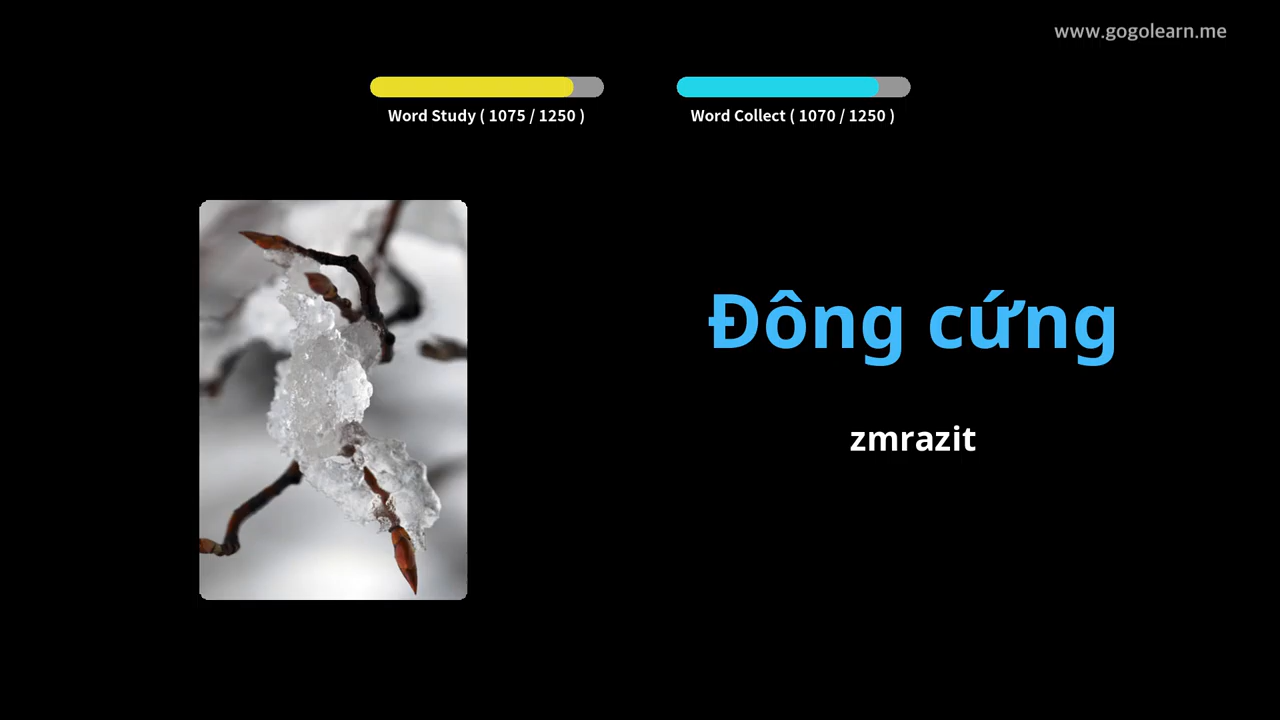 www.gogolearn.me
Word Study ( 1075 / 1250 )
Word Collect ( 1070 / 1250 )
Đông cứng
zmrazit